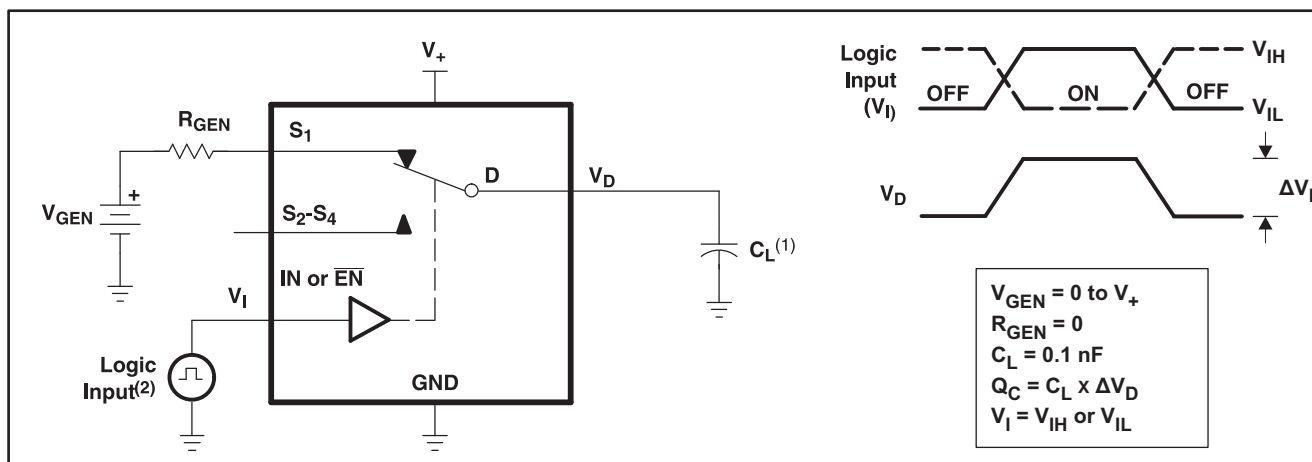 V+
RGEN
S1
VGEN
+
D
VD
S2-S4
CL(1)
IN or EN
VI
Logic
Input(2)
GND
Logic
Input
(VI)
OFF
ON
OFF
VIH
VIL
VD
VGEN = 0 to V+
RGEN = 0
CL = 0.1 nF
QC = CL x ΔVD
VI = VIH or VIL